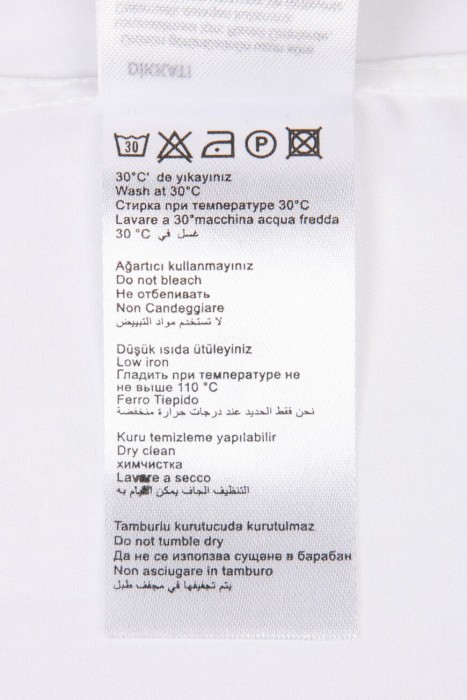 DİKKAT!
30
P
30°C' de yıkayınız
Wash at 30°C
Стирка при температуре 30°C
Lavare a 30°macchina acqua fredda
غسل في 30 °C
Ağartıcı kullanmayınız
Do not bleach
Не отбепивать
Non Candeggiare
لا تستخدم مواد التبييض
Düşük ısıda ütüleyiniz
Low iron
Гладить при температуре не
не выше 110 °C
Ferro Tiepido
نحن فقط الحديد عند درجات حرارة منخفضة
Kuru temizleme yapılabilir
Dry clean
химчистка
Lavare a secco
التنظيف الجاف يمكن القيام به
Tamburlu kurutucuda kurutulmaz
Do not tumble dry
Да не се използва сущене в барабан
Non asciugare in tamburo
يتم تجفيفها في مجفف طبل